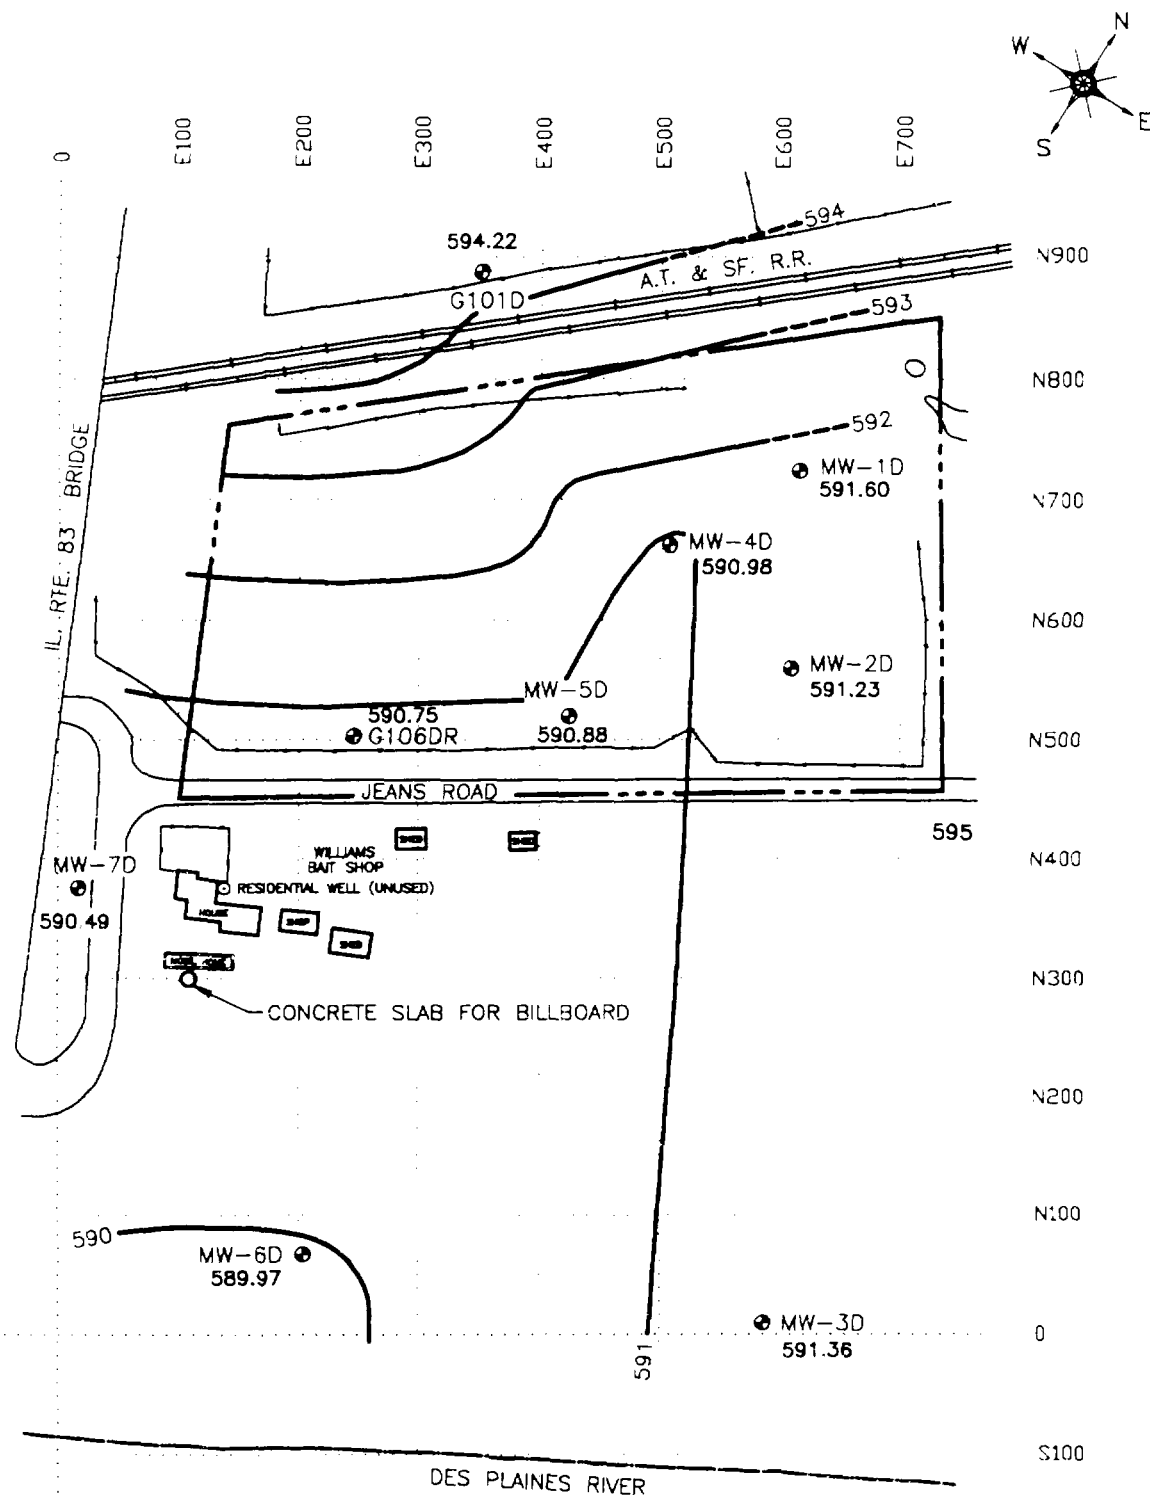 N
W
E
S
0
E100
E200
E300
E400
E500
E600
E700
594
594.22
N900
A.T. & SF. R.R.
G101D
593
N800
592
IL. RTE. 83 BRIDGE
MW-1D
591.60
N700
MW-4D
590.98
N600
MW-2D
591.23
MW-5D
590.88
590.75
G106DR
N500
JEANS ROAD
595
SHED
WILLIAMS
BAIT SHOP
N400
MW-7D
590.49
RESIDENTIAL WELL (UNUSED)
HOUSE
SHOP
SHED
N300
CONCRETE SLAB FOR BILLBOARD
N200
N100
590
MW-6D
589.97
MW-3D
591.36
0
591
S100
DES PLAINES RIVER